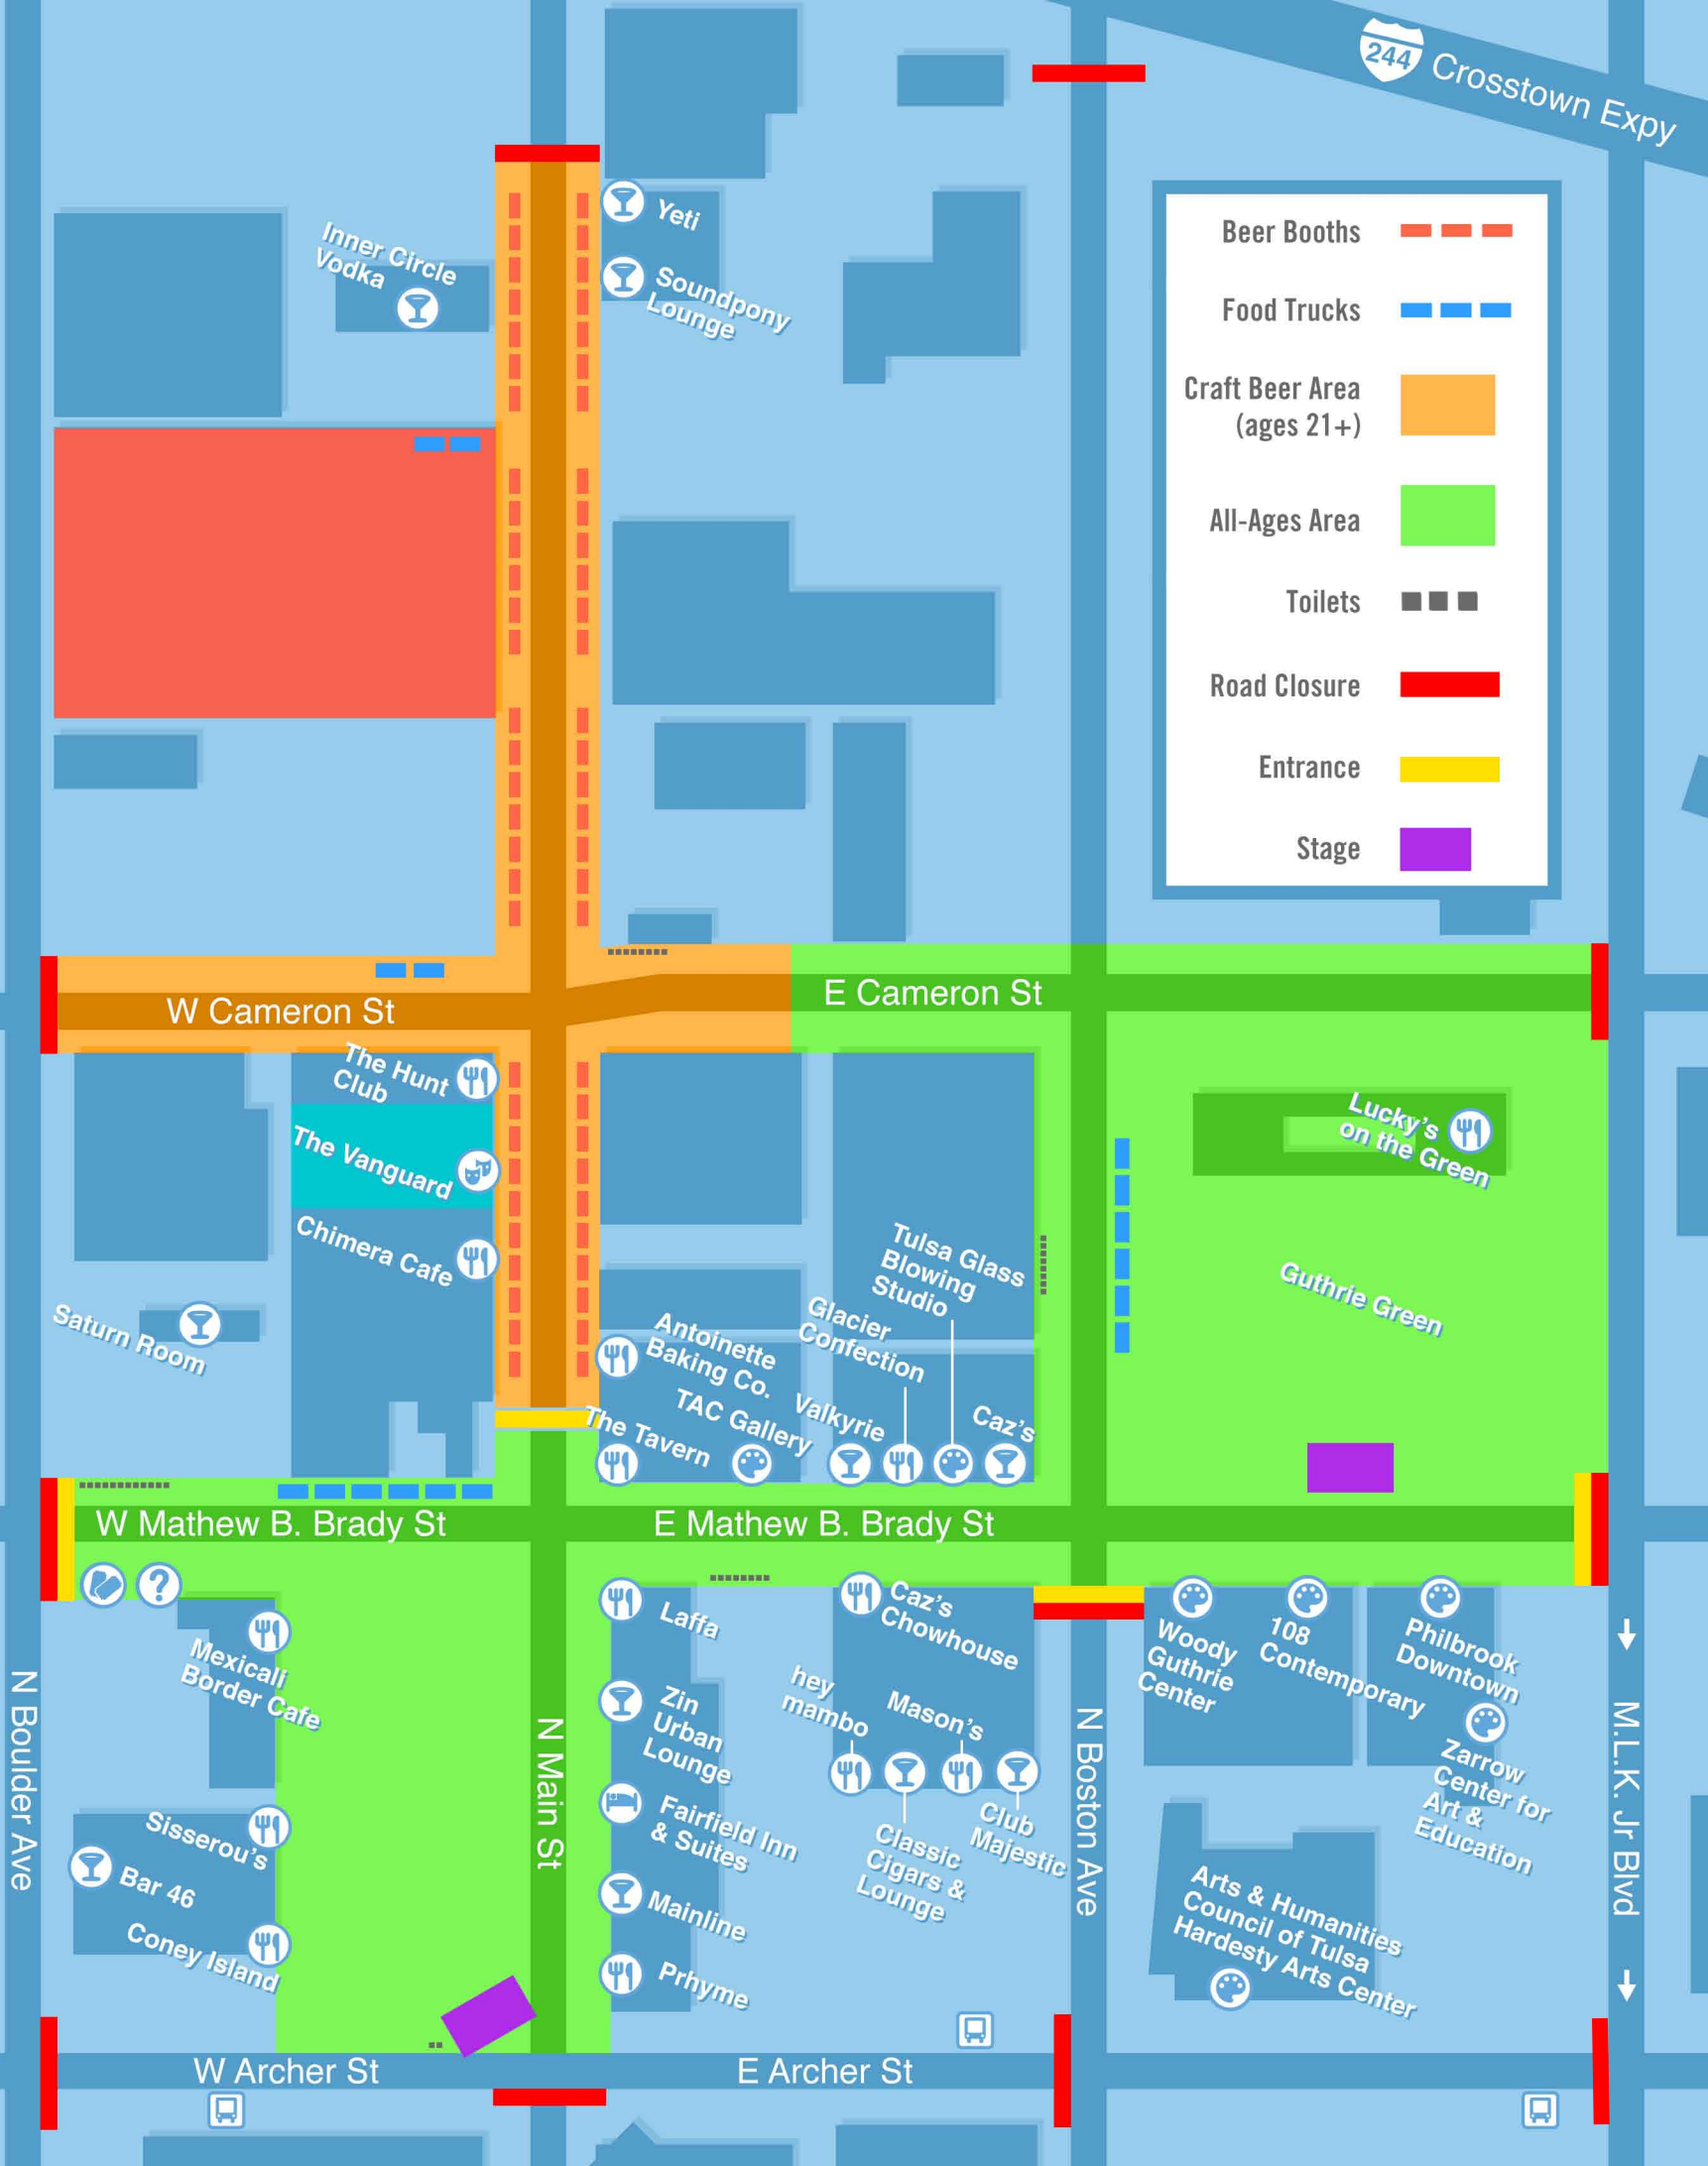 244
Crosstown Expy
Beer Booths
Food Trucks
Craft Beer Area
(ages 21+)
All-Ages Area
Toilets
Road Closure
Entrance
Stage
Yeti
Inner Circle
Vodka
Soundpony
Lounge
E Cameron St
W Cameron St
The Hunt
Club
The Vanguard
Chimera Cafe
Saturn Room
Lucky's
on the Green
Guthrie Green
Tulsa Glass
Blowing
Studio
Glacier
Confection
Antoinette
Baking Co.
TAC Gallery
The Tavern
Valkyrie
Caz's
W Mathew B. Brady St
E Mathew B. Brady St
?
Mexicali
Border Cafe
Laffa
Caz's
Chowhouse
Woody
Guthrie
Center
108
Contemporary
Philbrook
Downtown
Zin
Urban
Lounge
hey
mambo
Mason's
Zarrow
Center for
Art &
Education
N Boulder Ave
N Main St
N Boston Ave
M.L.K. Jr Blvd
Sisserou's
Bar 46
Coney Island
Fairfield Inn
& Suites
Classic
Cigars &
Lounge
Club
Majestic
Mainline
Prhyme
Arts & Humanities
Council of Tulsa
Hardesty Arts Center
W Archer St
E Archer St